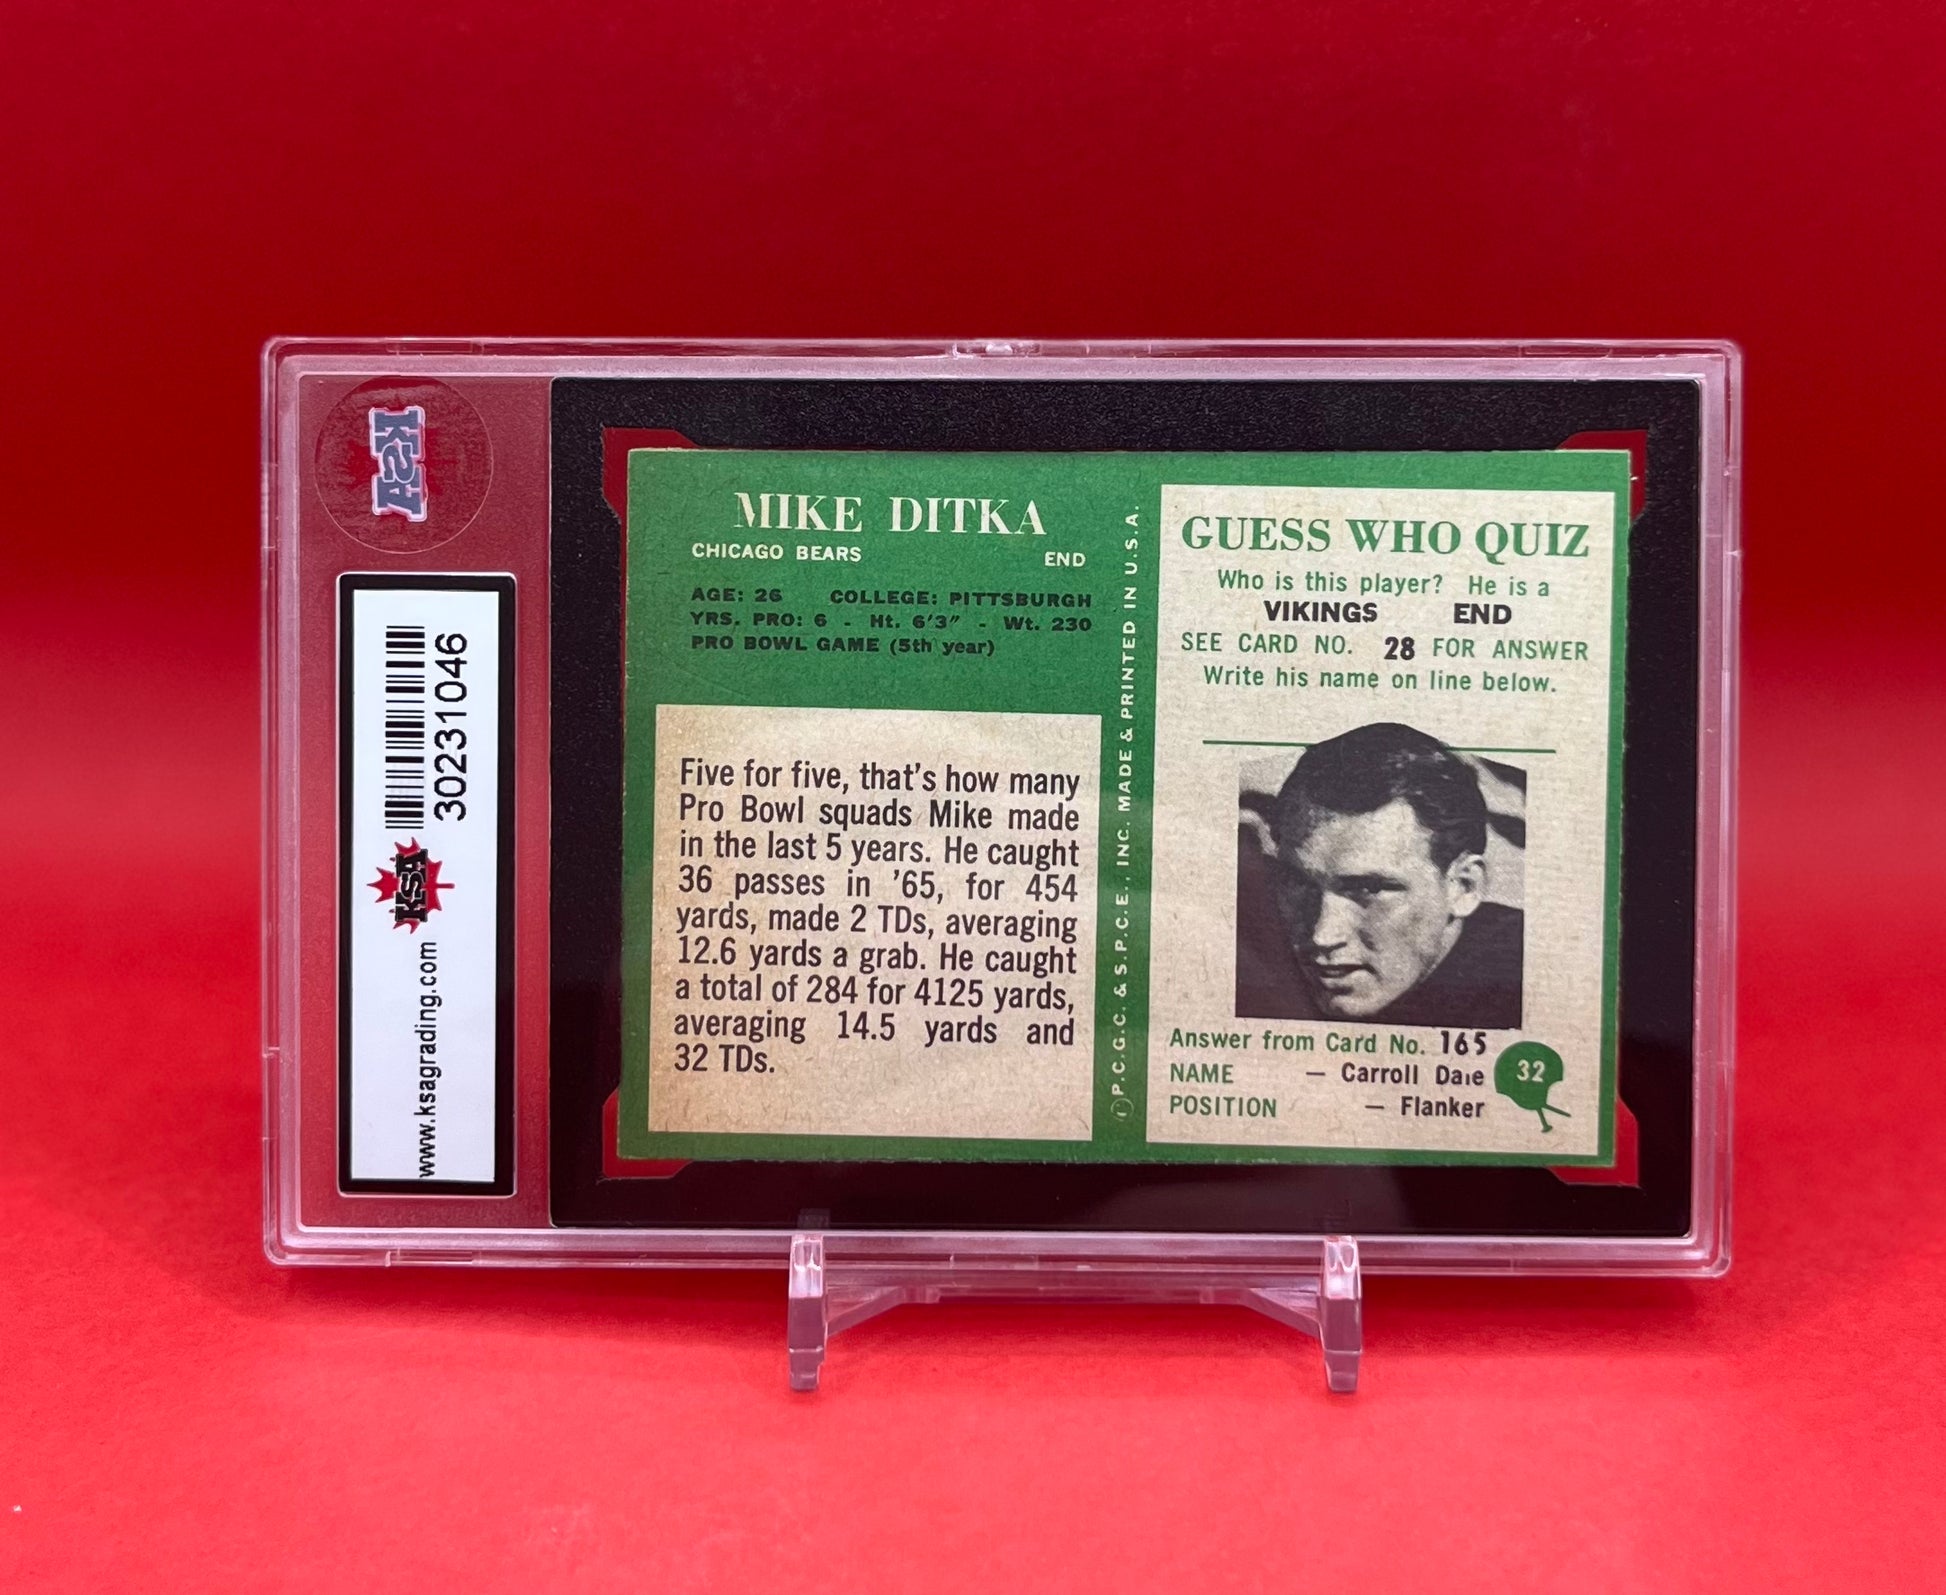 KSA
30231046
KSA
www.ksagrading.com
MIKE DITKA
CHICAGO BEARS END
AGE: 26 COLLEGE: PITTSBURGH
YRS. PRO: 6 - Ht. 6'3" - Wt. 230
PRO BOWL GAME (5th year)
Five for five, that's how many
Pro Bowl squads Mike made
in the last 5 years. He caught
36 passes in '65, for 454
yards, made 2 TDs, averaging
12.6 yards a grab. He caught
a total of 284 for 4125 yards,
averaging 14.5 yards and
32 TDs.
Ⓟ P.C.G.C. & S.P.C.E., INC. MADE & PRINTED IN U.S.A.
GUESS WHO QUIZ
Who is this player? He is a
VIKINGS END
SEE CARD NO. 28 FOR ANSWER
Write his name on line below.
Answer from Card No. 165
NAME — Carroll Dale
POSITION — Flanker
32